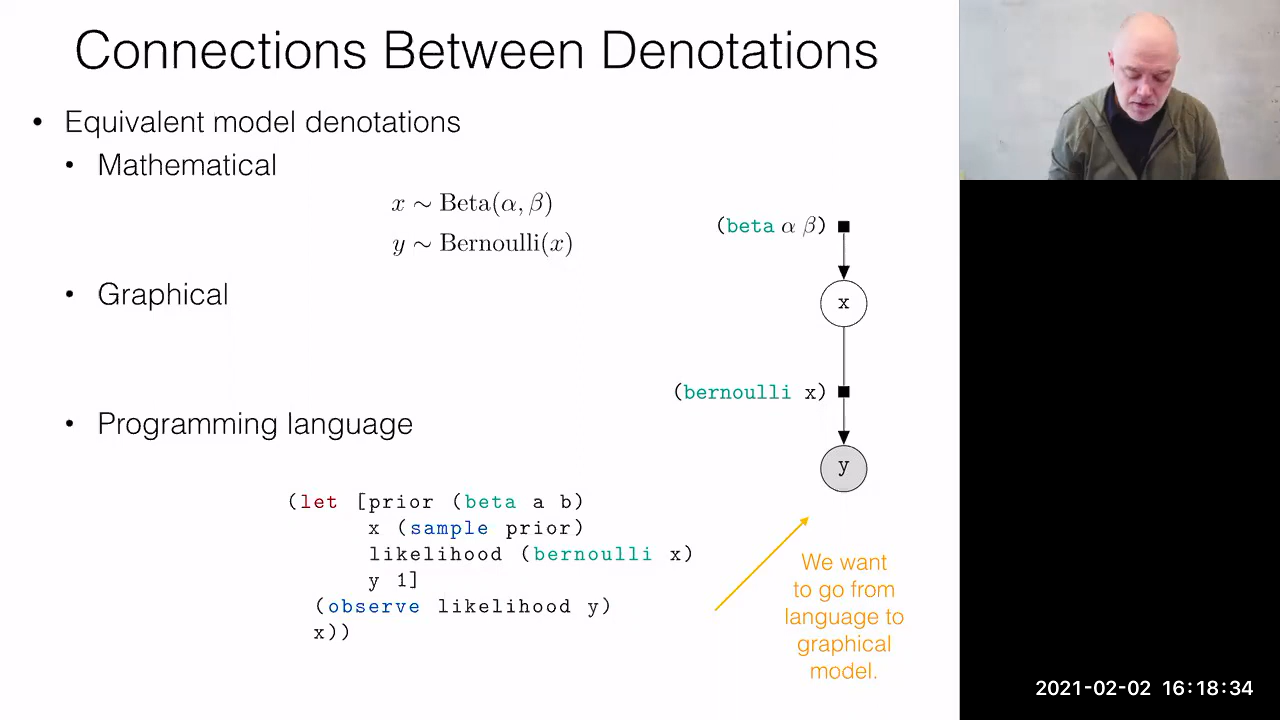 Connections Between Denotations
• Equivalent model denotations
• Mathematical
x ∼ Beta(α, β)
y ∼ Bernoulli(x)
• Graphical
• Programming language
(let [prior (beta a b)
x (sample prior)
likelihood (bernoulli x)
y 1]
(observe likelihood y)
x))
(beta α β)
x
(bernoulli x)
y
We want
to go from
language to
graphical
model.
2021-02-02 16:18:34